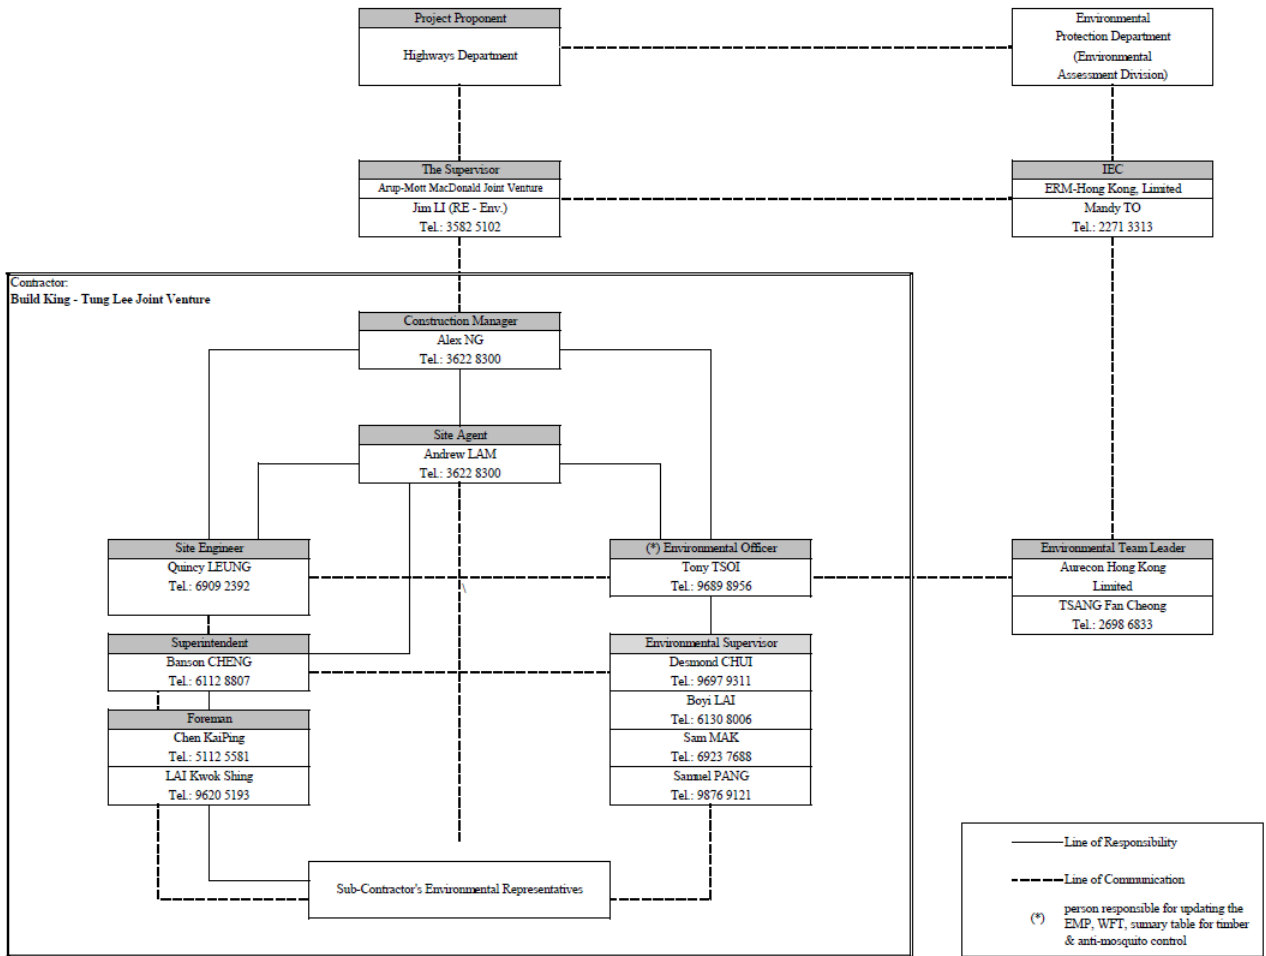 Project Proponent
Highways Department
Environmental
Protection Department
(Environmental
Assessment Division)
The Supervisor
Arup-Mott MacDonald Joint Venture
Jim LI (RE - Env.)
Tel.: 3582 5102
IEC
ERM-Hong Kong, Limited
Mandy TO
Tel.: 2271 3313
Contractor:
Build King - Tung Lee Joint Venture
Construction Manager
Alex NG
Tel.: 3622 8300
Site Agent
Andrew LAM
Tel.: 3622 8300
Site Engineer
Quincy LEUNG
Tel.: 6909 2392
(*) Environmental Officer
Tony TSOI
Tel.: 9689 8956
Environmental Team Leader
Aurecon Hong Kong
Limited
TSANG Fan Cheong
Tel.: 2698 6833
\
Superintendent
Banson CHENG
Tel.: 6112 8807
Environmental Supervisor
Desmond CHUI
Tel.: 9697 9311
Boyi LAI
Tel.: 6130 8006
Sam MAK
Tel.: 6923 7688
Samuel PANG
Tel.: 9876 9121
Foreman
Chen KaiPing
Tel.: 5112 5581
LAI Kwok Shing
Tel.: 9620 5193
Sub-Contractor's Environmental Representatives
Line of Responsibility
Line of Communication
(*) person responsible for updating the
EMP, WFT, sumary table for timber
& anti-mosquito control